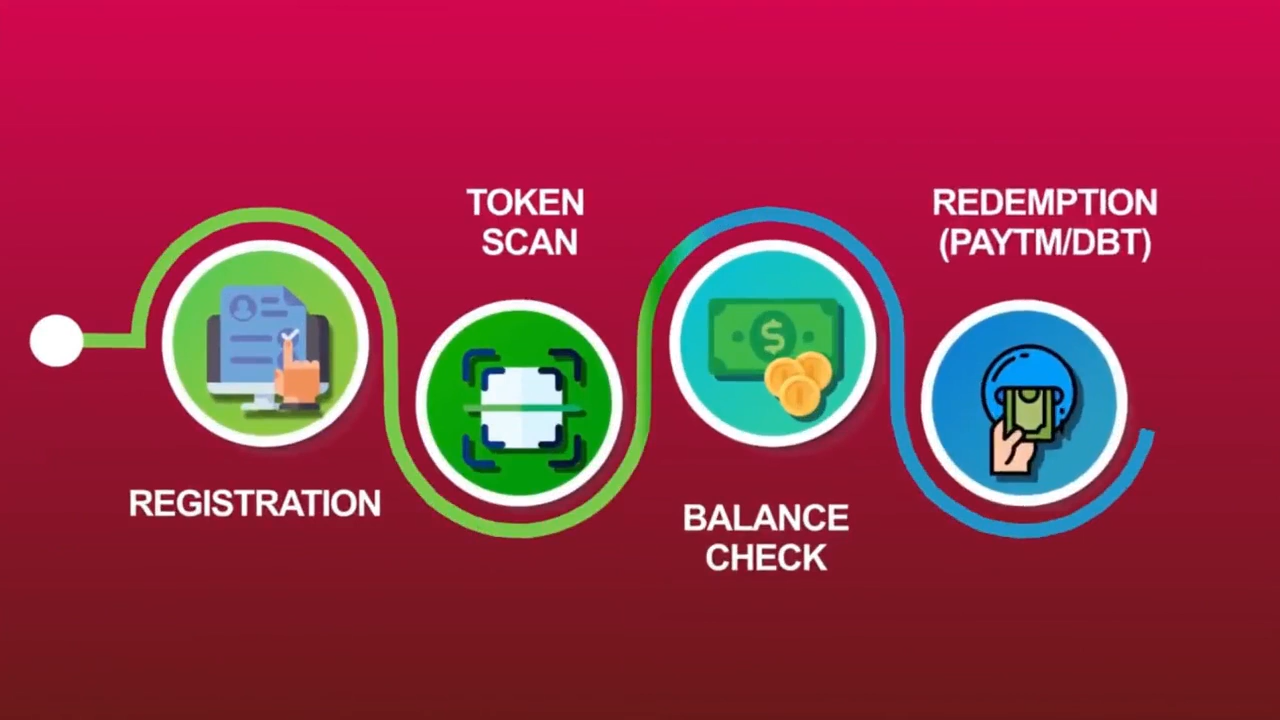 REGISTRATION
TOKEN
SCAN
BALANCE
CHECK
REDEMPTION
(PAYTM/DBT)